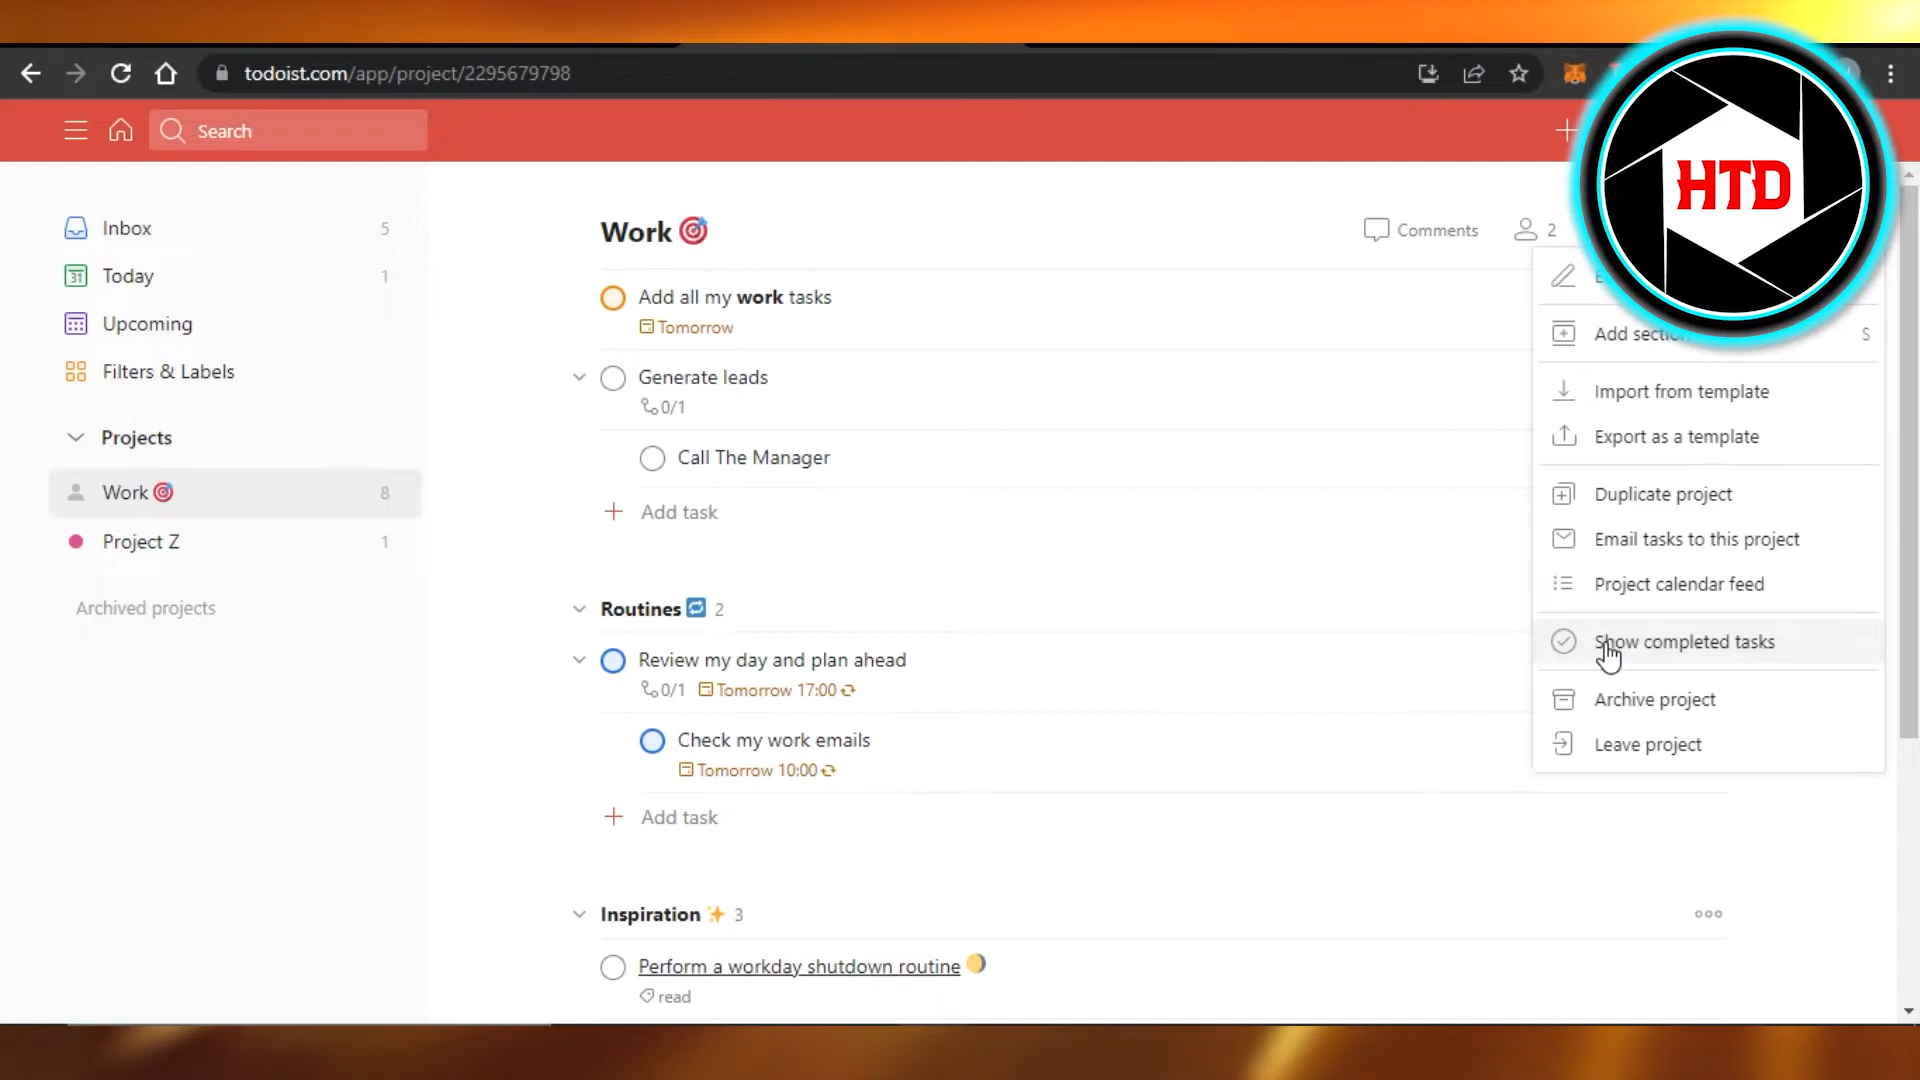 todoist.com/app/project/2295679798
Search
HTD
Inbox 5
Today 1
Upcoming
Filters & Labels
Projects
Work 8
Project Z 1
Archived projects
Work
Comments 2
Add all my work tasks
Tomorrow
Generate leads
0/1
Call The Manager
+ Add task
Routines 2
Review my day and plan ahead
0/1 Tomorrow 17:00
Check my work emails
Tomorrow 10:00
+ Add task
Inspiration 3
Perform a workday shutdown routine
read
Add S
Import from template
Export as a template
Duplicate project
Email tasks to this project
Project calendar feed
Show completed tasks
Archive project
Leave project